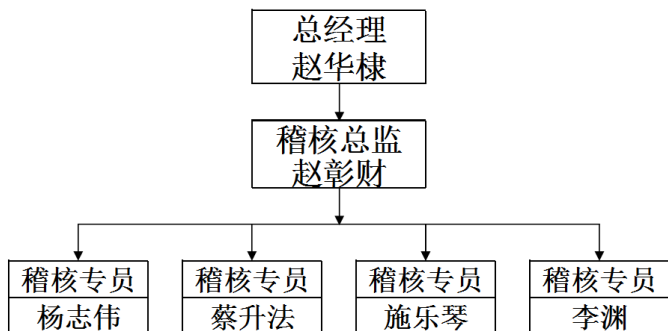 总经理
赵华棣
稽核总监
赵彰财
稽核专员
杨志伟
稽核专员
蔡升法
稽核专员
施乐琴
稽核专员
李渊